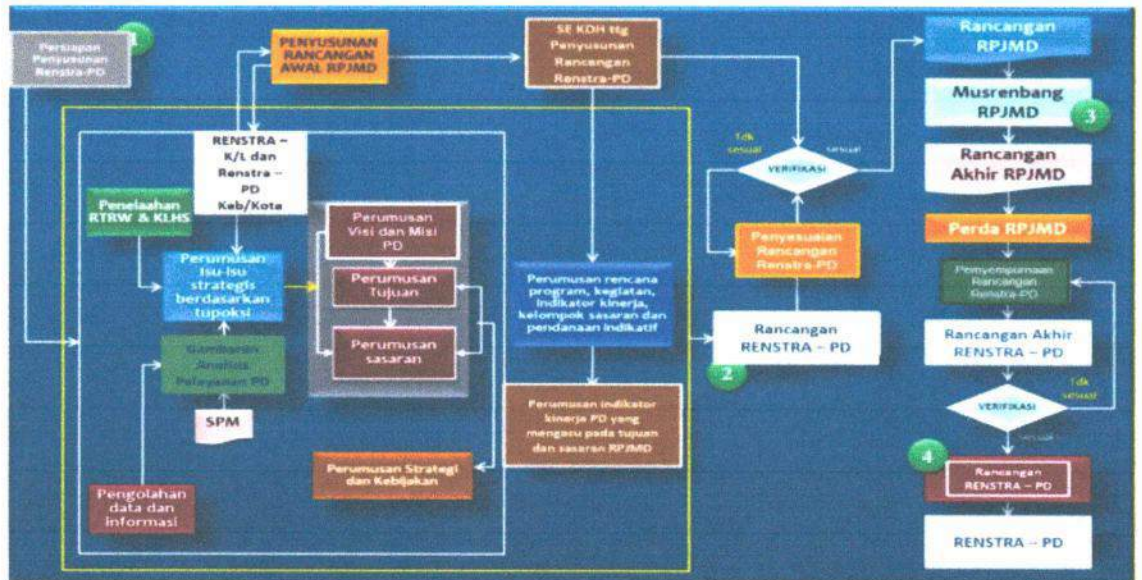 1
Persiapan
Penyusunan
Renstra-PD
PENYUSUNAN
RANCANGAN
AWAL RPJMD
SE KDH ttg
Penyusunan
Rancangan
Renstra-PD
RENSTRA –
K/L dan
Renstra –
PD
Keb/Kota
Penelaahan
RTRW & KLHS
Perumusan
Isu-isu
strategis
berdasarkan
tupoksi
Gambaran
Analisis
Pelayanan PD
SPM
Pengolahan
data dan
informasi
Perumusan
Visi dan Misi
PD
Perumusan
Tujuan
Perumusan
sasaran
Perumusan Strategi
dan Kebijakan
Perumusan rencana
program, kegiatan,
indikator kinerja,
kelompok sasaran dan
pendanaan indikatif
Perumusan indikator
kinerja PD yang
mengacu pada tujuan
dan sasaran RPJMD
Rancangan
RENSTRA – PD
2
Penyesuaian
Rancangan
Renstra-PD
VERIFIKASI
Tdk
sesuai
sesuai
Rancangan
RPJMD
Musrenbang
RPJMD
3
Rancangan
Akhir RPJMD
Perda RPJMD
Penyempurnaan
Rancangan
Renstra-PD
Rancangan Akhir
RENSTRA – PD
VERIFIKASI
Tdk
sesuai
sesuai
4
Rancangan
RENSTRA – PD
RENSTRA – PD